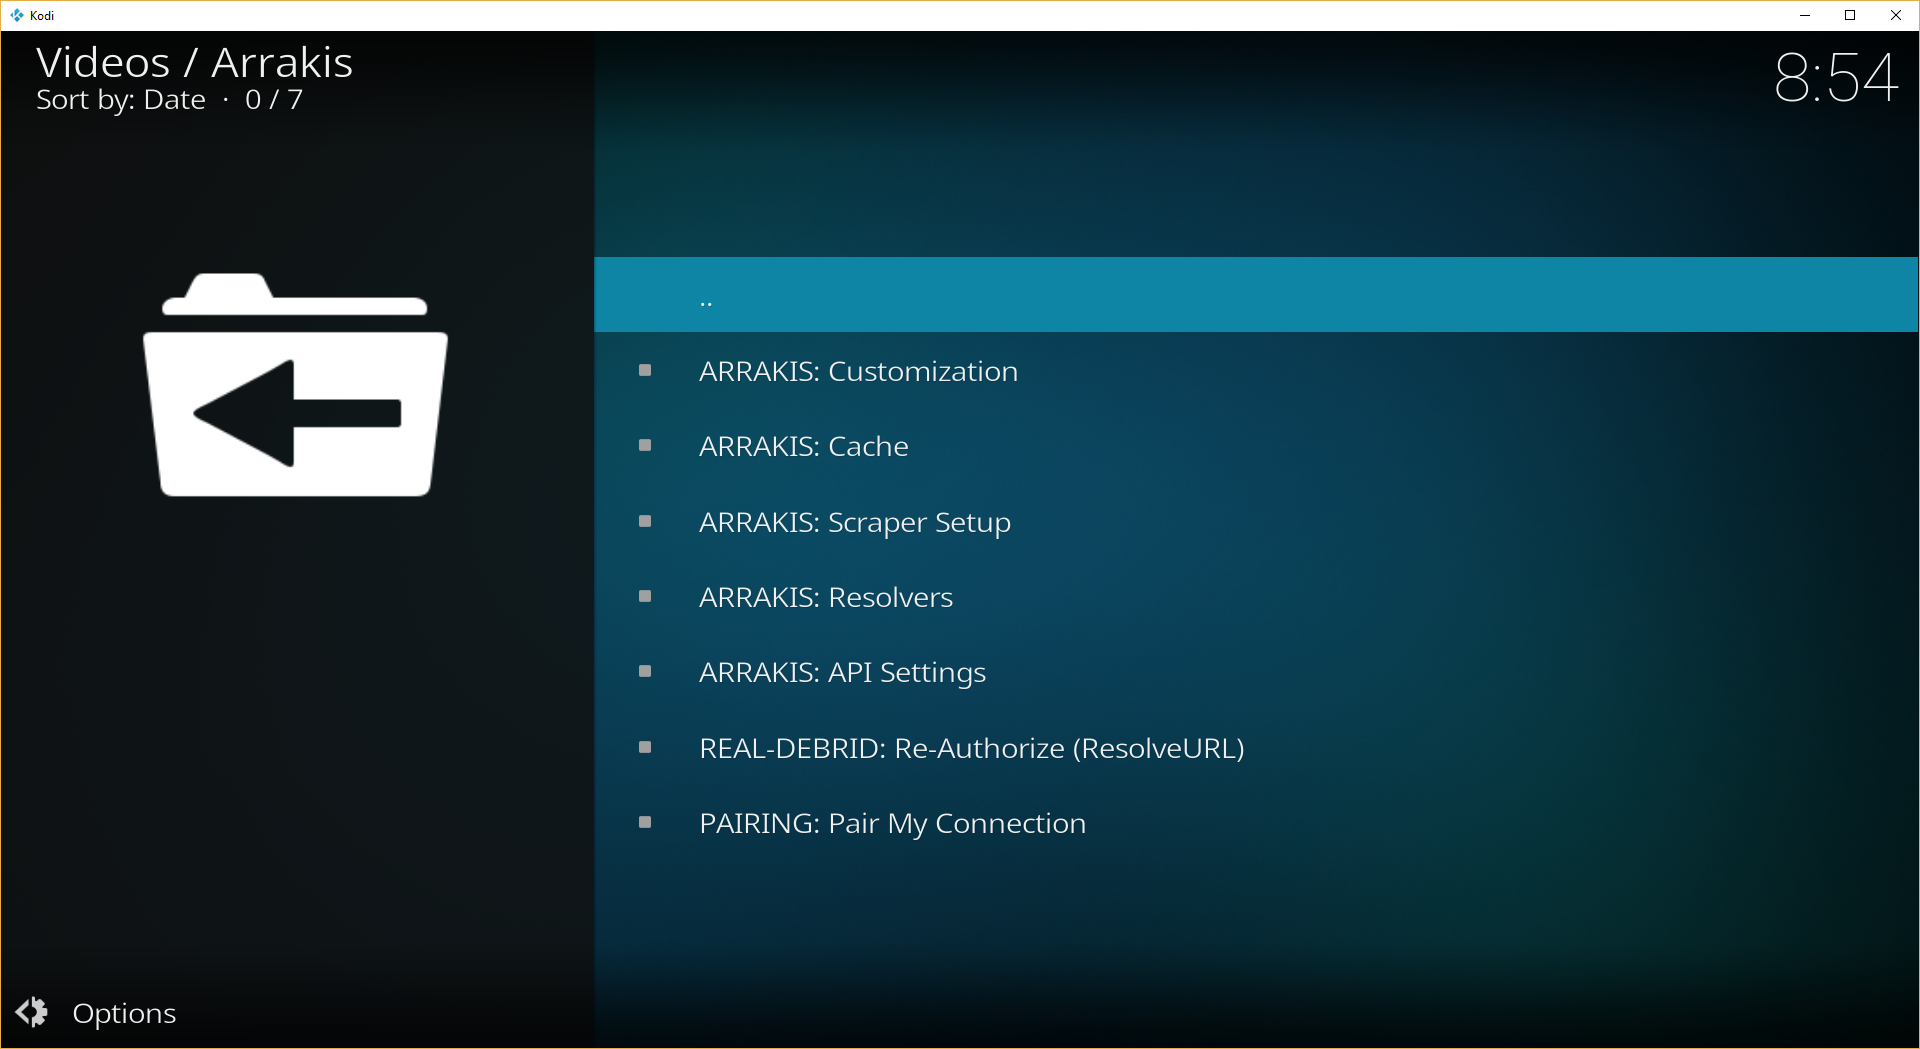 Kodi
Videos / Arrakis
Sort by: Date · 0 / 7
8:54
..
ARRAKIS: Customization
ARRAKIS: Cache
ARRAKIS: Scraper Setup
ARRAKIS: Resolvers
ARRAKIS: API Settings
REAL-DEBRID: Re-Authorize (ResolveURL)
PAIRING: Pair My Connection
Options